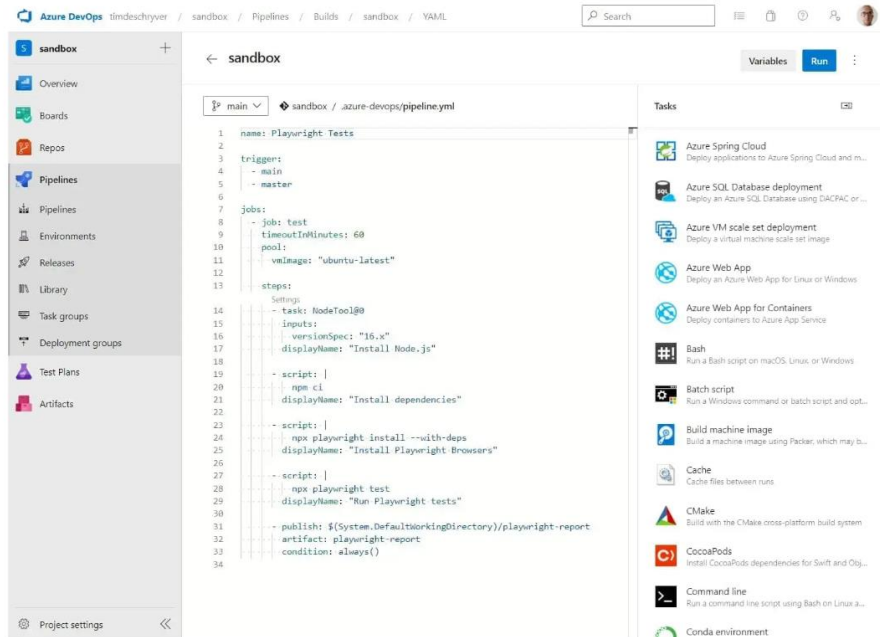 Azure DevOps timdeschryver / sandbox / Pipelines / Builds / sandbox / YAML
Search
S sandbox
Overview
Boards
Repos
Pipelines
Pipelines
Environments
Releases
Library
Task groups
Deployment groups
Test Plans
Artifacts
Project settings
sandbox
Variables
Run
main
sandbox / .azure-devops/pipeline.yml
1 name: Playwright Tests
2
3 trigger:
4 - main
5 - master
6
7 jobs:
8 - job: test
9 timeoutInMinutes: 60
10 pool:
11 vmImage: "ubuntu-latest"
12
13 steps:
Settings
14 - task: NodeTool@0
15 inputs:
16 versionSpec: "16.x"
17 displayName: "Install Node.js"
18
19 - script: |
20 npm ci
21 displayName: "Install dependencies"
22
23 - script: |
24 npx playwright install --with-deps
25 displayName: "Install Playwright Browsers"
26
27 - script: |
28 npx playwright test
29 displayName: "Run Playwright tests"
30
31 - publish: $(System.DefaultWorkingDirectory)/playwright-report
32 artifact: playwright-report
33 condition: always()
34
Tasks
Azure Spring Cloud
Deploy applications to Azure Spring Cloud and m...
Azure SQL Database deployment
Deploy an Azure SQL Database using DACPAC or ...
Azure VM scale set deployment
Deploy a virtual machine scale set image
Azure Web App
Deploy an Azure Web App for Linux or Windows
Azure Web App for Containers
Deploy containers to Azure App Service
Bash
Run a Bash script on macOS, Linux, or Windows
Batch script
Run a Windows command or batch script and opt...
Build machine image
Build a machine image using Packer, which may b...
Cache
Cache files between runs
CMake
Build with the CMake cross-platform build system
CocoaPods
Install CocoaPods dependencies for Swift and Obj...
Command line
Run a command line script using Bash on Linux a...
Conda environment